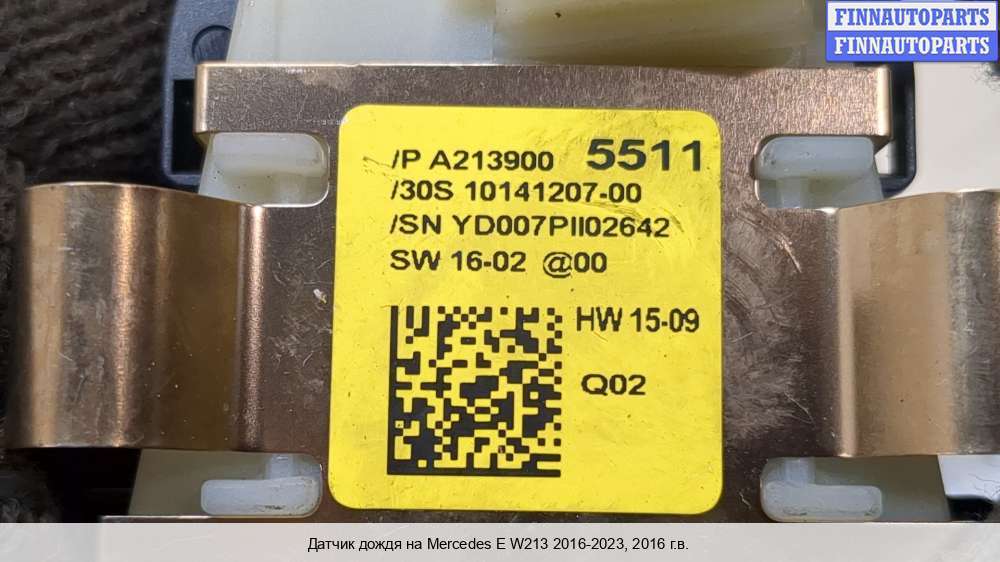 FINNAUTOPARTS
FINNAUTOPARTS
/P A213900 5511
/30S 10141207-00
/SN YD007PII02642
SW 16-02 @00
HW 15-09
Q02
Датчик дождя на Mercedes E W213 2016-2023, 2016 г.в.